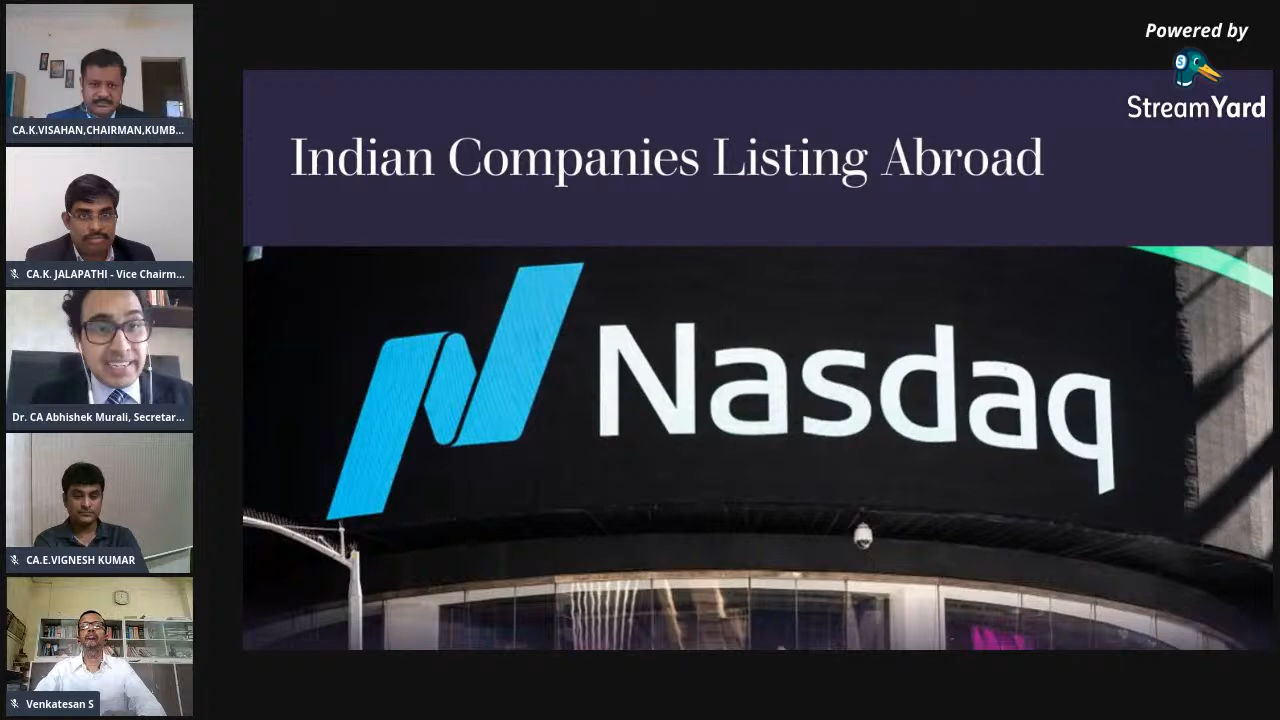 Powered by
StreamYard
Indian Companies Listing Abroad
Nasdaq
CA.K.VISAHAN,CHAIRMAN,KUMB...
CA.K. JALAPATHI - Vice Chairm...
Dr. CA Abhishek Murali, Secretar...
CA.E.VIGNESH KUMAR
Venkatesan S